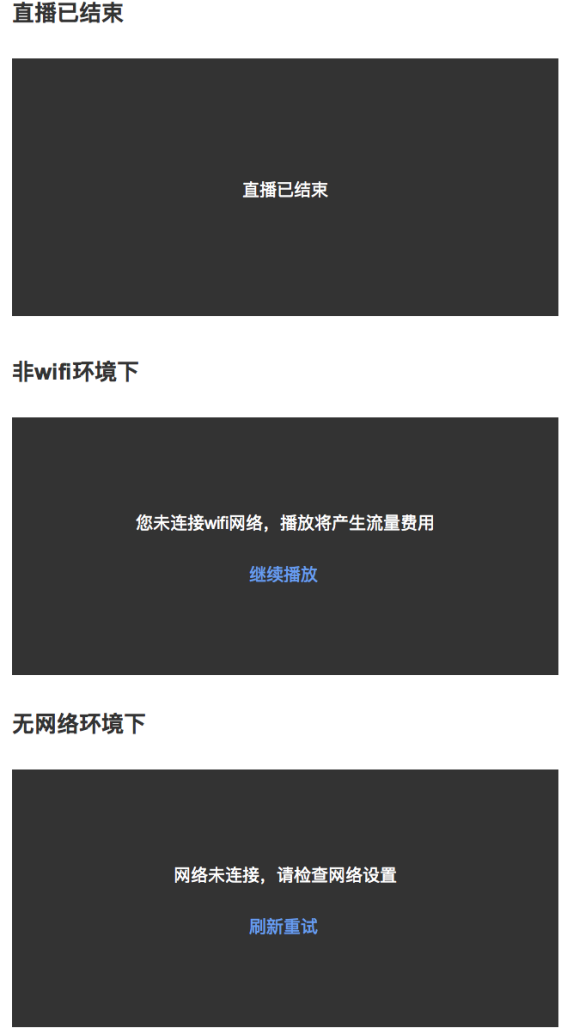 直播已结束
直播已结束
非wifi环境下
您未连接wifi网络，播放将产生流量费用
继续播放
无网络环境下
网络未连接，请检查网络设置
刷新重试